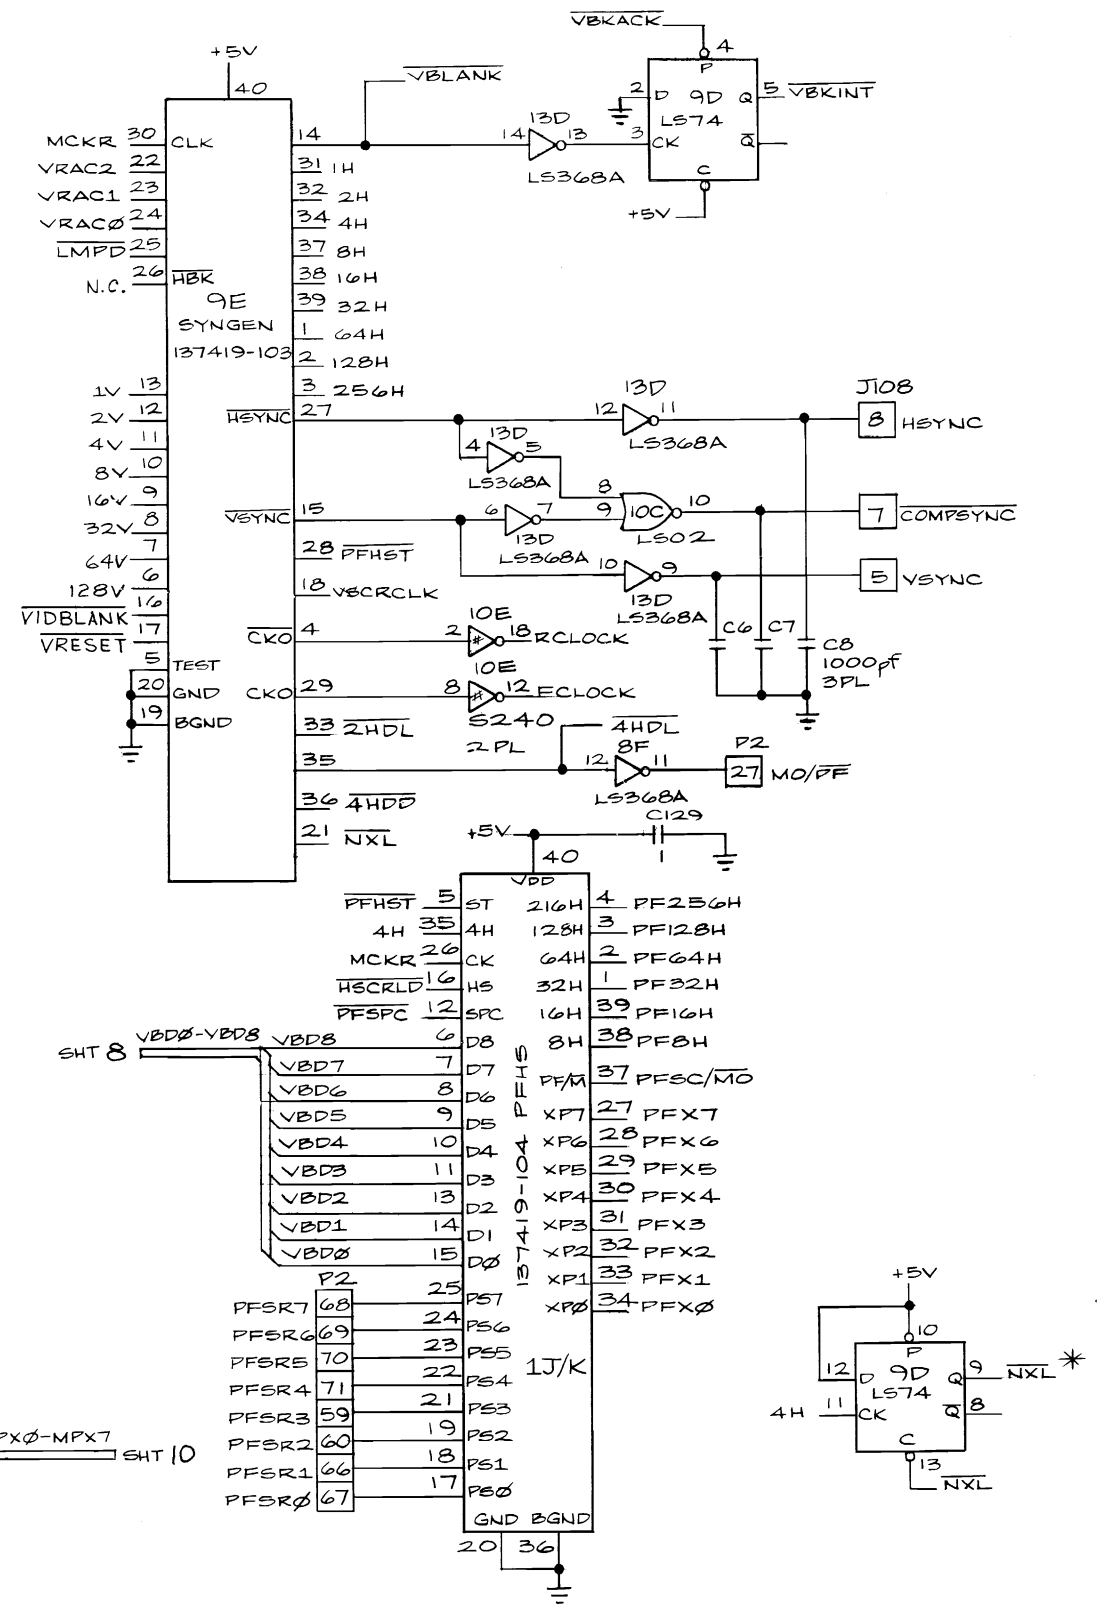 VBKACK
+5V
40
VBLANK
4
P
2 D 9D Q 5 VBKINT
LS74
3 CK Q
C
+5V
13D
14 13
LS368A
MCKR 30 CLK
14
VRAC2 22
31 1H
VRAC1 23
32 2H
VRACØ 24
34 4H
LMPD 25
37 8H
N.C. 26 HBK
38 16H
9E
SYNGEN
137419-103
39 32H
1 64H
2 128H
3 256H
1V 13
2V 12
4V 11
8V 10
16V 9
32V 8
64V 7
128V 6
VIDBLANK 16
VRESET 17
5 TEST
20 GND
19 BGND
HSYNC 27
13D
12 11
LS368A
J108
8 HSYNC
13D
4 5
LS368A
VSYNC 15
6 7
13D
LS368A
8
9 10C 10
LS02
7 COMPSYNC
10 9
13D
LS368A
5 VSYNC
28 PFHST
18 VSCRCLK
C6 C7 C8
1000pf
3PL
CKO 4
10E
2 # 18 RCLOCK
CKO 29
10E
8 # 12 ECLOCK
S240
2 PL
33 2HDL
4HDL
35
8F
12 11
LS368A
P2
27 MO/PF
36 4HDD
21 NXL
+5V
C129
1
40
VDD
PFHST 5 ST
4H 35 4H
MCKR 26 CK
HSCRLD 16 HS
PFSPC 12 SPC
216H 4 PF256H
128H 3 PF128H
64H 2 PF64H
32H 1 PF32H
16H 39 PF16H
8H 38 PF8H
PF/M 37 PFSC/MO
XP7 27 PFX7
XP6 28 PFX6
XP5 29 PFX5
XP4 30 PFX4
XP3 31 PFX3
XP2 32 PFX2
XP1 33 PFX1
XPØ 34 PFXØ
137419-104 PFHS
1J/K
SHT 8
VBDØ-VBD8
VBD8 6 D8
VBD7 7 D7
VBD6 8 D6
VBD5 9 D5
VBD4 10 D4
VBD3 11 D3
VBD2 13 D2
VBD1 14 D1
VBDØ 15 DØ
P2
PFSR7 68 25 PS7
PFSR6 69 24 PS6
PFSR5 70 23 PS5
PFSR4 71 22 PS4
PFSR3 59 21 PS3
PFSR2 60 19 PS2
PFSR1 66 18 PS1
PFSRØ 67 17 PSØ
GND BGND
20 36
PXØ-MPX7
SHT 10
+5V
10
P
12 D 9D Q 9 NXL *
LS74
4H 11 CK Q 8
C
13
NXL